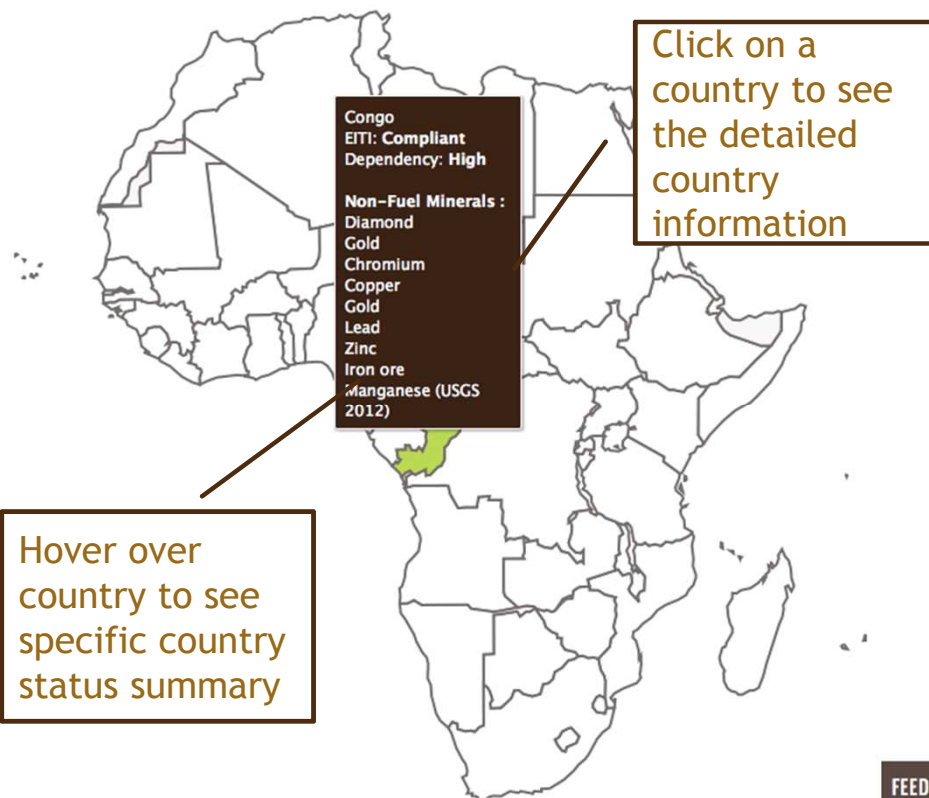 Click on a
country to see
the detailed
country
information
Congo
EITI: Compliant
Dependency: High
Non-Fuel Minerals :
Diamond
Gold
Chromium
Copper
Gold
Lead
Zinc
Iron ore
Manganese (USGS
2012)
Hover over
country to see
specific country
status summary
FEED